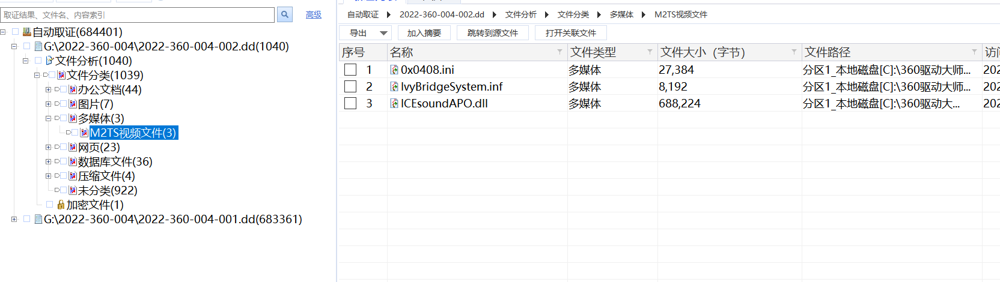 取证结果、文件名、内容索引
高级
自动取证(684401)
G:\2022-360-004\2022-360-004-002.dd(1040)
文件分析(1040)
文件分类(1039)
办公文档(44)
图片(7)
多媒体(3)
M2TS视频文件(3)
网页(23)
数据库文件(36)
压缩文件(4)
未分类(922)
加密文件(1)
G:\2022-360-004\2022-360-004-001.dd(683361)
自动取证 2022-360-004-002.dd 文件分析 文件分类 多媒体 M2TS视频文件
导出 加入摘要 跳转到源文件 打开关联文件
序号 名称 文件类型 文件大小（字节） 文件路径 访问
1 0x0408.ini 多媒体 27,384 分区1_本地磁盘[C]:\360驱动大师... 202
2 IvyBridgeSystem.inf 多媒体 8,192 分区1_本地磁盘[C]:\360驱动大师... 202
3 ICEsoundAPO.dll 多媒体 688,224 分区1_本地磁盘[C]:\360驱动大... 202